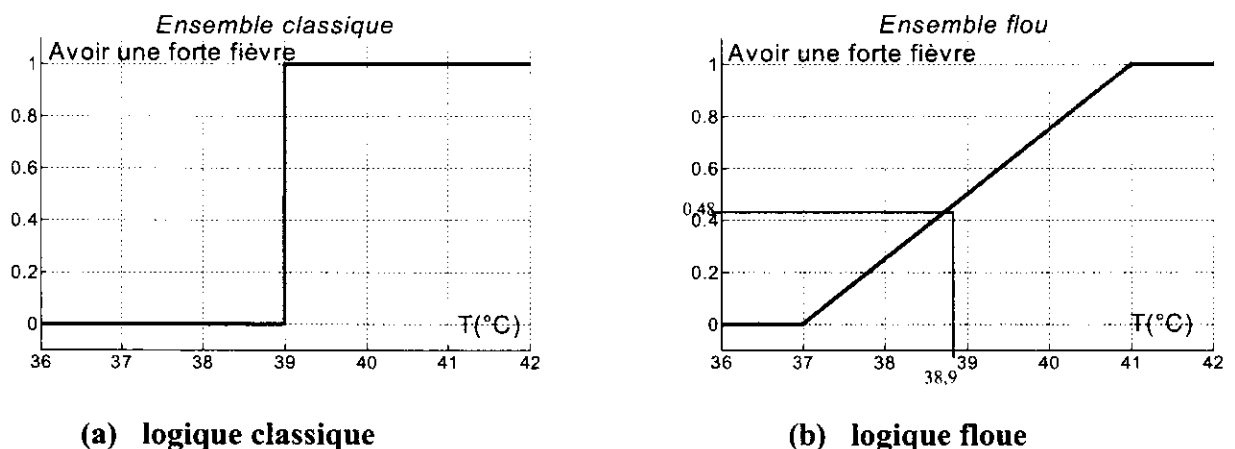 Ensemble classique
Avoir une forte fièvre
1
0.8
0.6
0.4
0.2
0
T(°C)
36 37 38 39 40 41 42
(a) logique classique
Ensemble flou
Avoir une forte fièvre
1
0.8
0.6
0,48
0.4
0.2
0
T(°C)
36 37 38 39 40 41 42
38,9
(b) logique floue